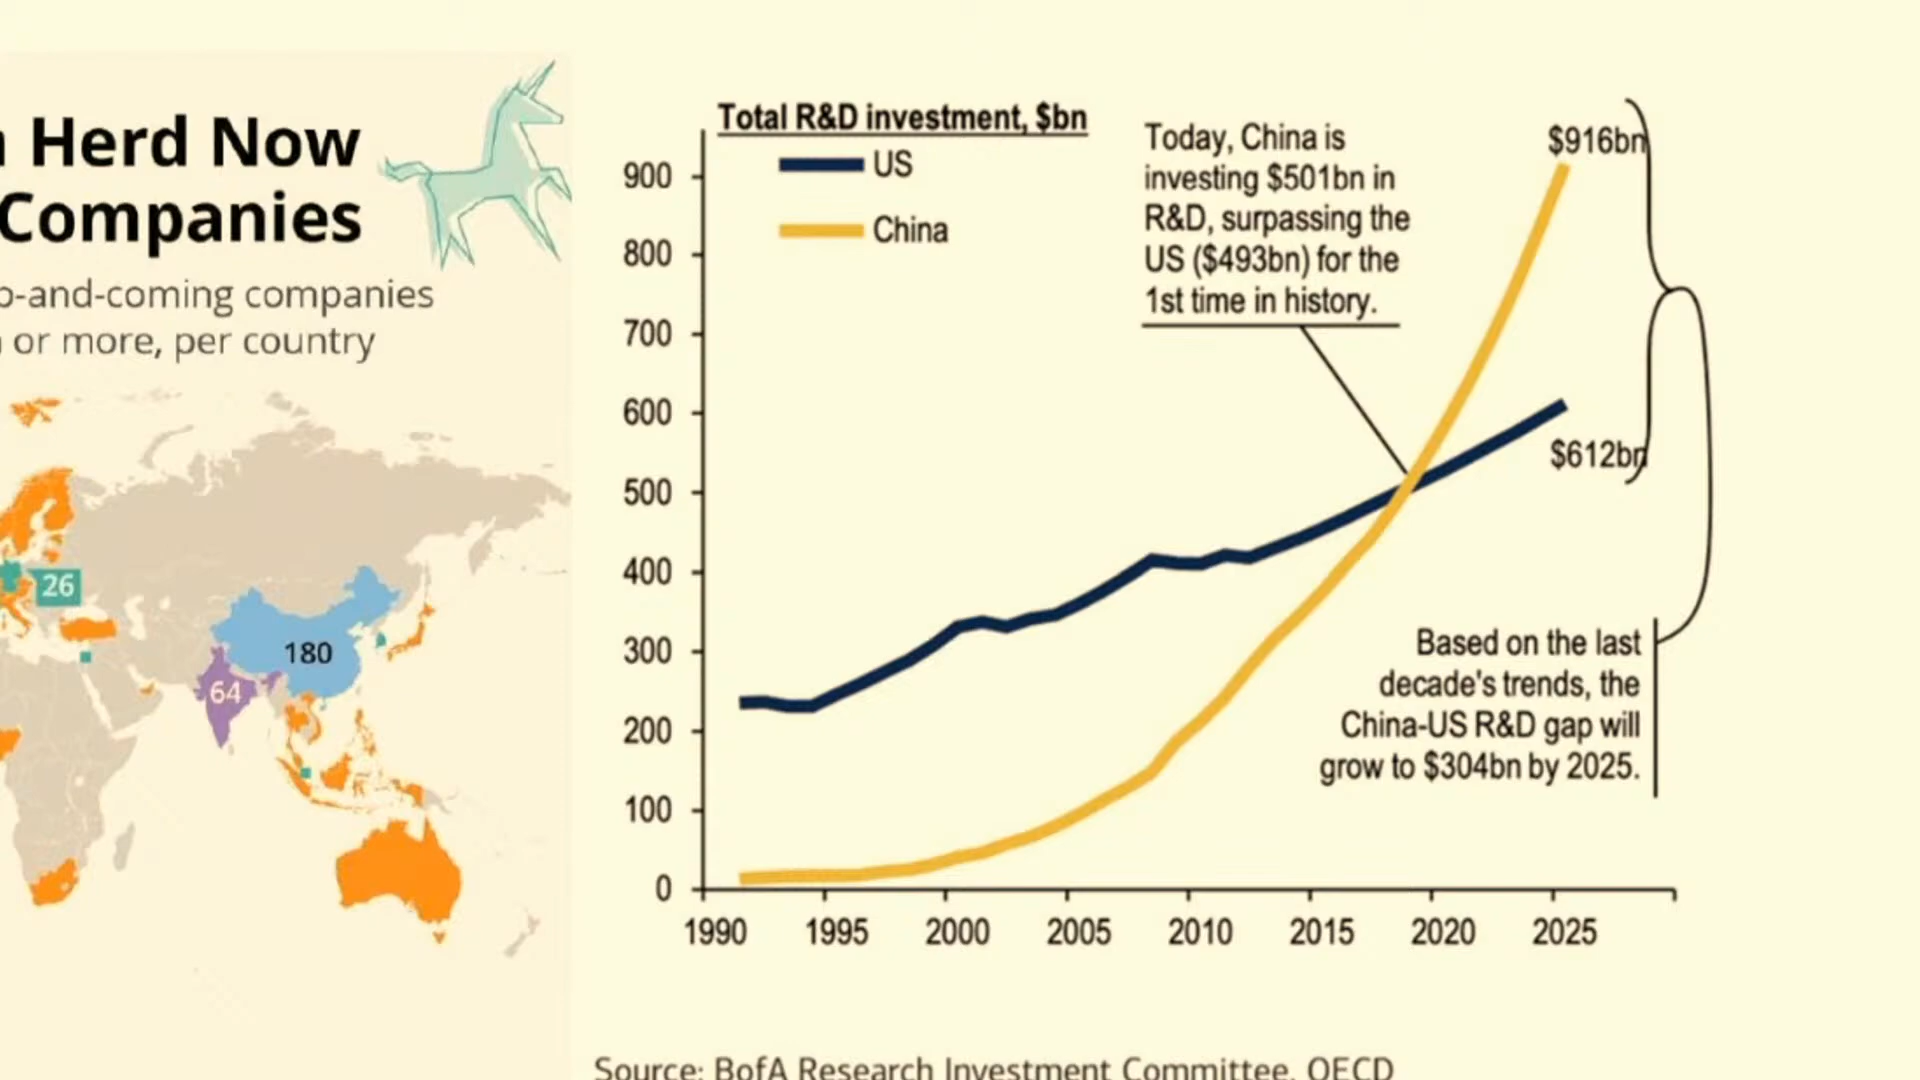 Herd Now
Companies
-and-coming companies
or more, per country
26
180
64
Total R&D investment, $bn
US
China
Today, China is
investing $501bn in
R&D, surpassing the
US ($493bn) for the
1st time in history.
$916bn
$612bn
Based on the last
decade's trends, the
China-US R&D gap will
grow to $304bn by 2025.
900
800
700
600
500
400
300
200
100
0
1990 1995 2000 2005 2010 2015 2020 2025
Source: BofA Research Investment Committee, OECD